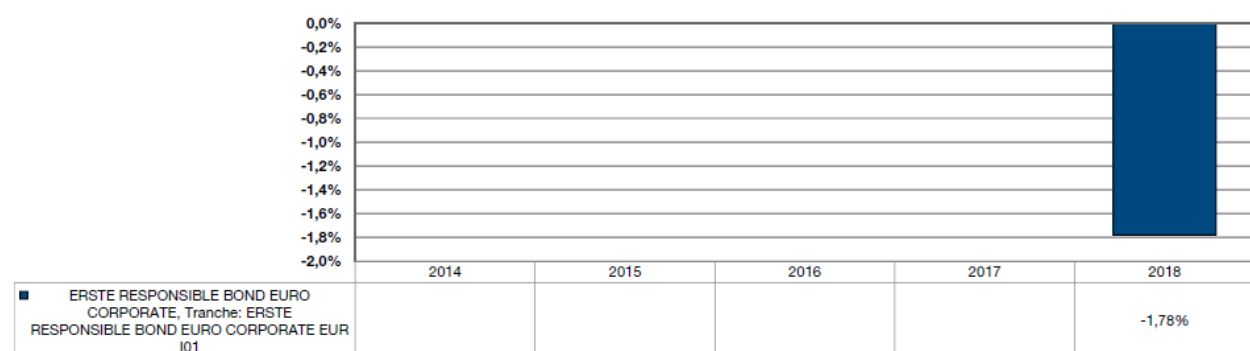 0,0%
-0,2%
-0,4%
-0,6%
-0,8%
-1,0%
-1,2%
-1,4%
-1,6%
-1,8%
-2,0%
2014 2015 2016 2017 2018
ERSTE RESPONSIBLE BOND EURO
CORPORATE, Tranche: ERSTE
RESPONSIBLE BOND EURO CORPORATE EUR
I01
-1,78%